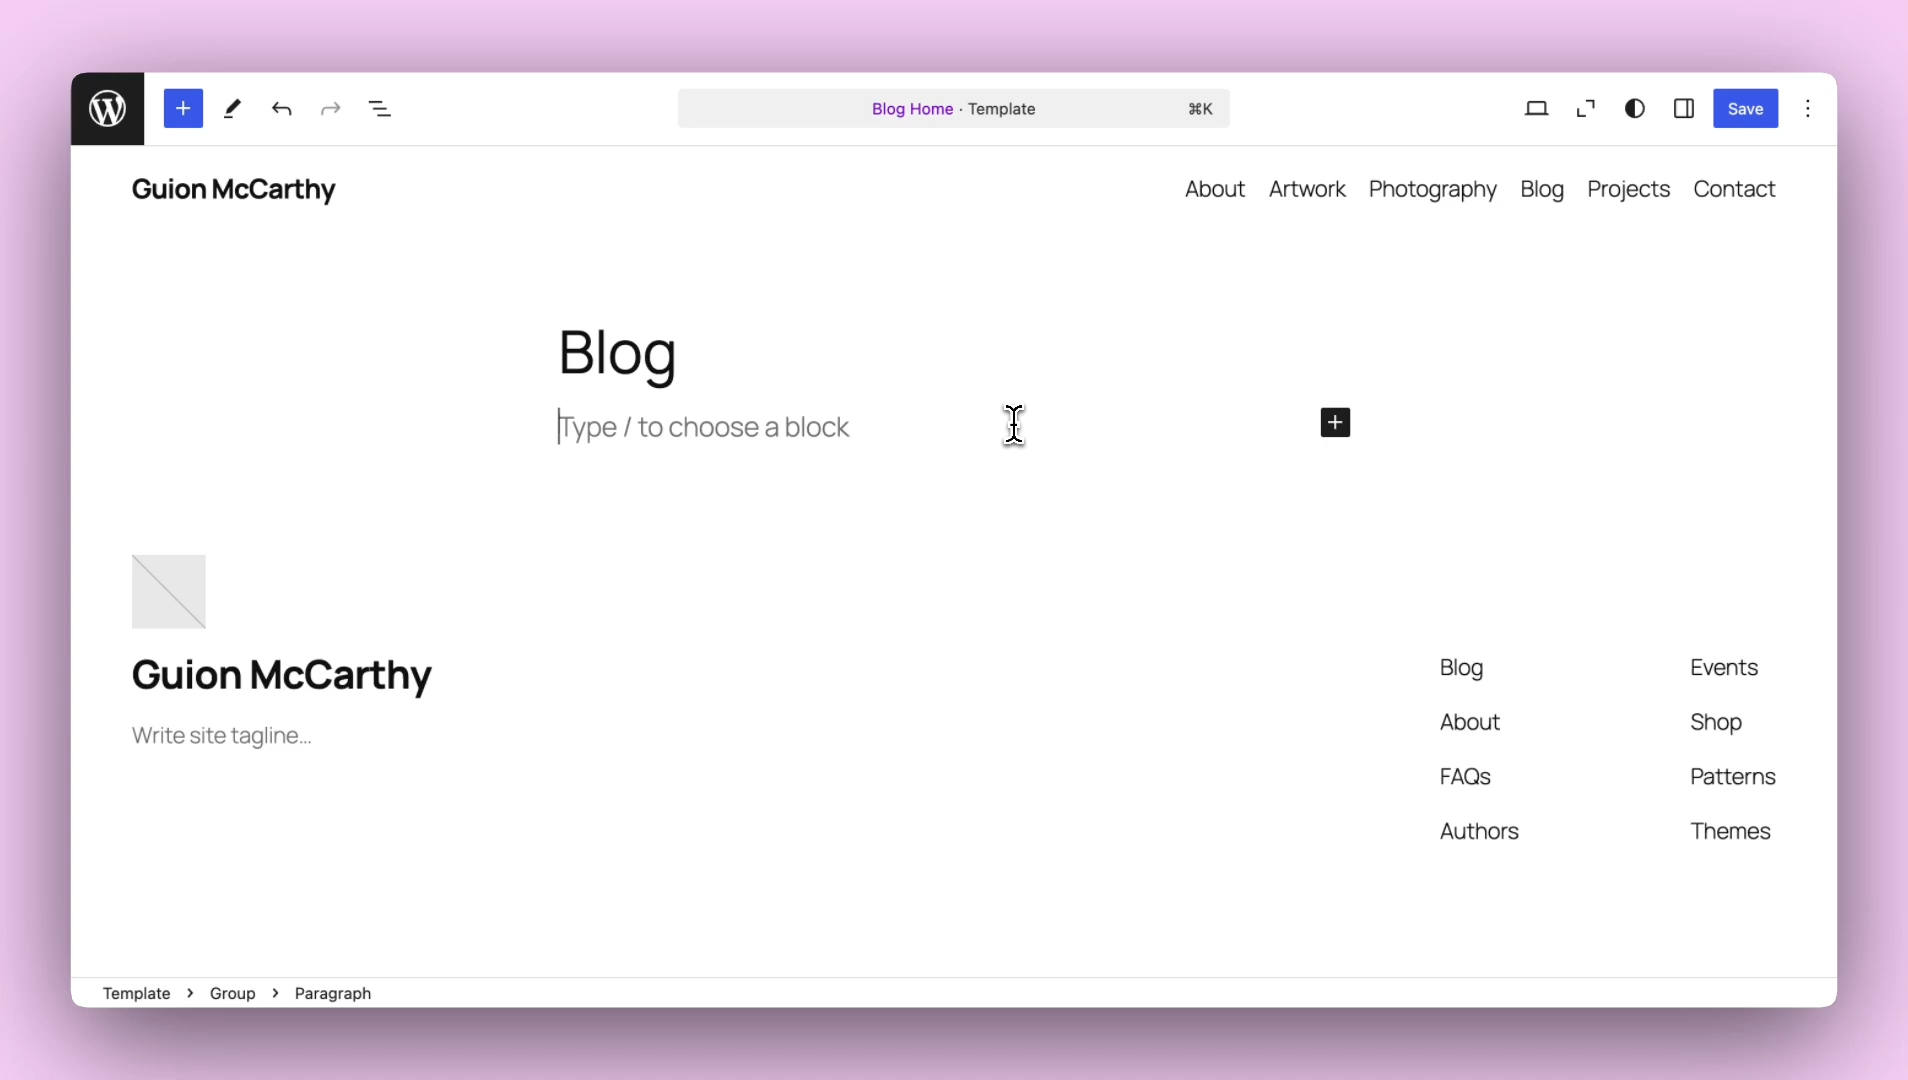 Blog Home · Template ⌘K
Save
Guion McCarthy
About Artwork Photography Blog Projects Contact
Blog
Type / to choose a block
Guion McCarthy
Write site tagline…
Blog
About
FAQs
Authors
Events
Shop
Patterns
Themes
Template > Group > Paragraph